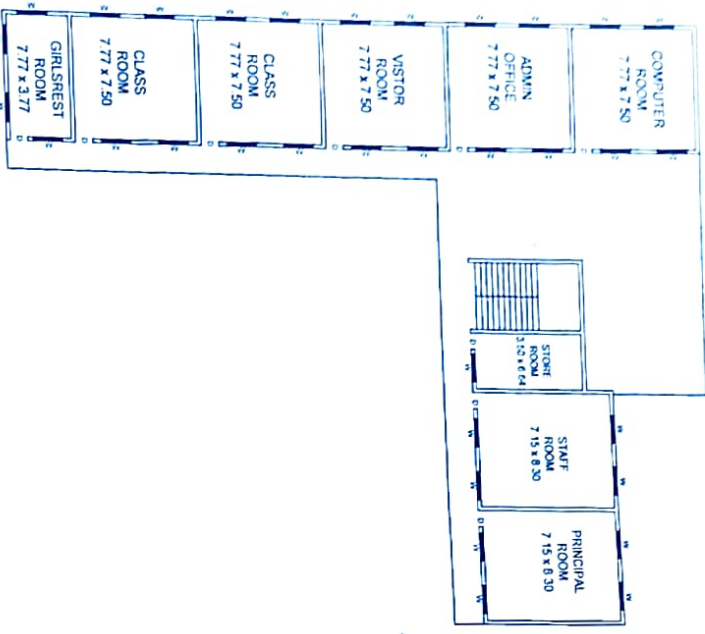 GIRLSREST
ROOM
7.77 x 3.77
CLASS
ROOM
7.77 x 7.50
CLASS
ROOM
7.77 x 7.50
VISTOR
ROOM
7.77 x 7.50
ADMIN
OFFICE
7.77 x 7.50
COMPUTER
ROOM
7.77 x 7.50
STORE
ROOM
STAFF
ROOM
7.15 x 8.30
PRINCIPAL
ROOM
7.15 x 8.30